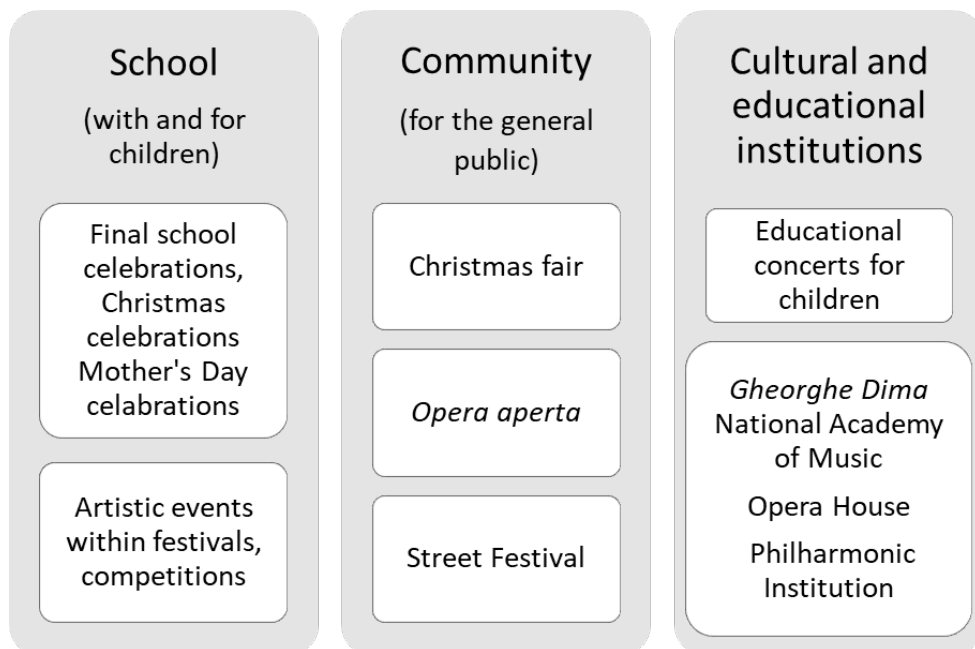 School
(with and for
children)
Final school
celebrations,
Christmas
celebrations
Mother's Day
celabrations
Artistic events
within festivals,
competitions
Community
(for the general
public)
Christmas fair
Opera aperta
Street Festival
Cultural and
educational
institutions
Educational
concerts for
children
Gheorghe Dima
National Academy
of Music
Opera House
Philharmonic
Institution